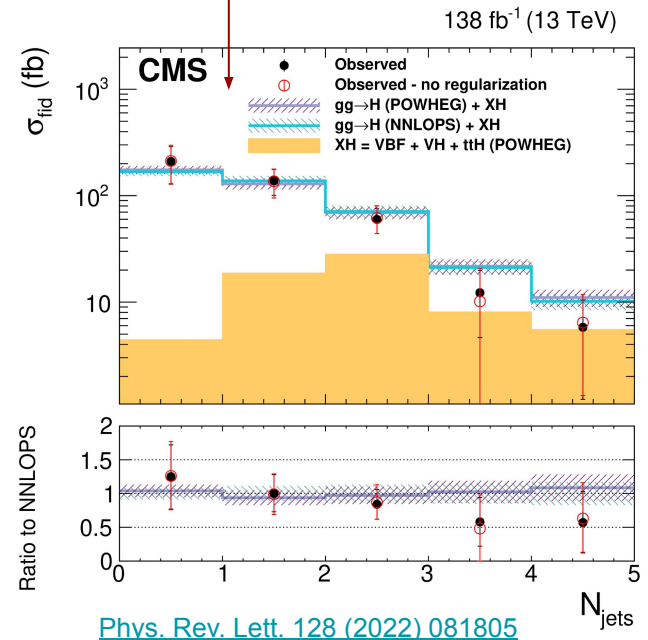 138 fb⁻¹ (13 TeV)
CMS
Observed
Observed - no regularization
gg→H (POWHEG) + XH
gg→H (NNLOPS) + XH
XH = VBF + VH + ttH (POWHEG)
σfid (fb)
10³
10²
10
Ratio to NNLOPS
2
1.5
1
0.5
0
0 1 2 3 4 5
Njets
Phys. Rev. Lett. 128 (2022) 081805